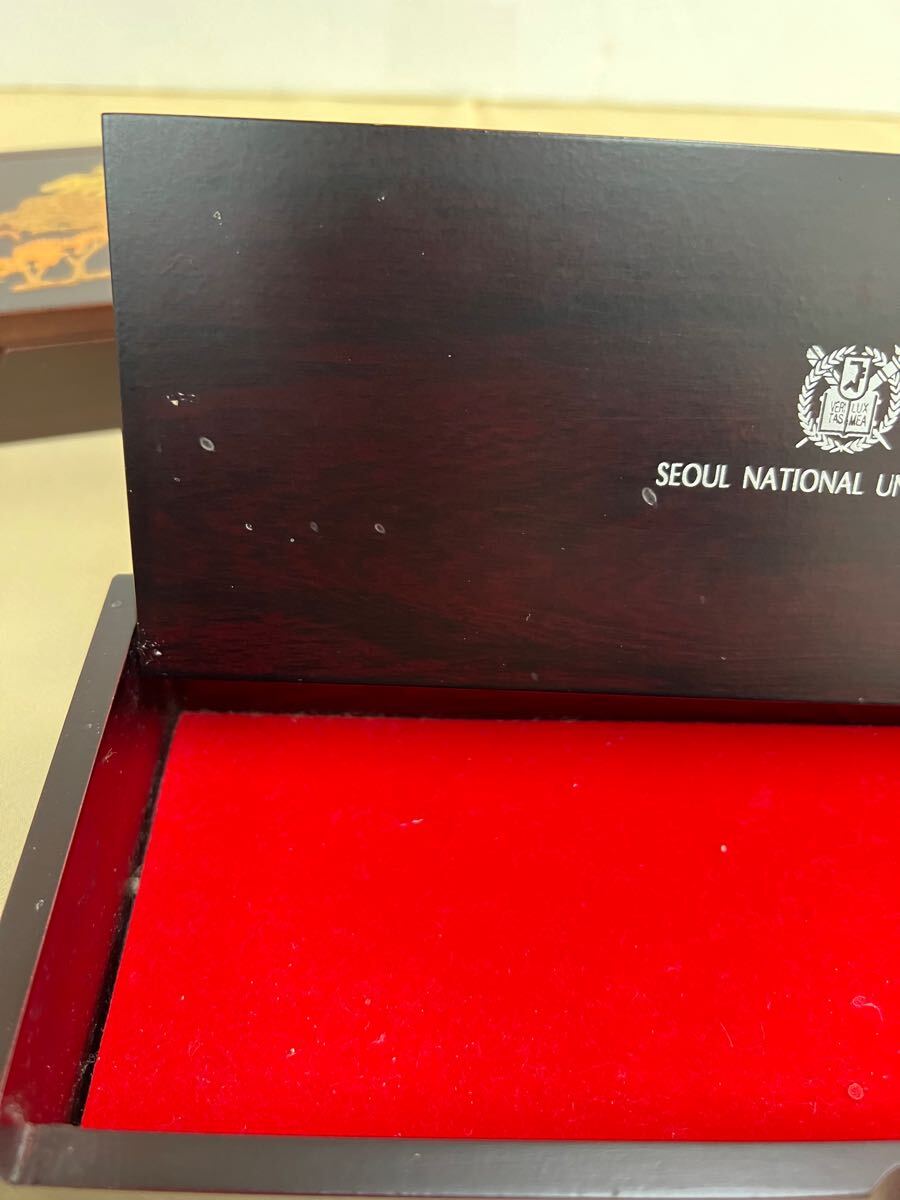 VERI LUX
TAS MEA
SEOUL NATIONAL UN